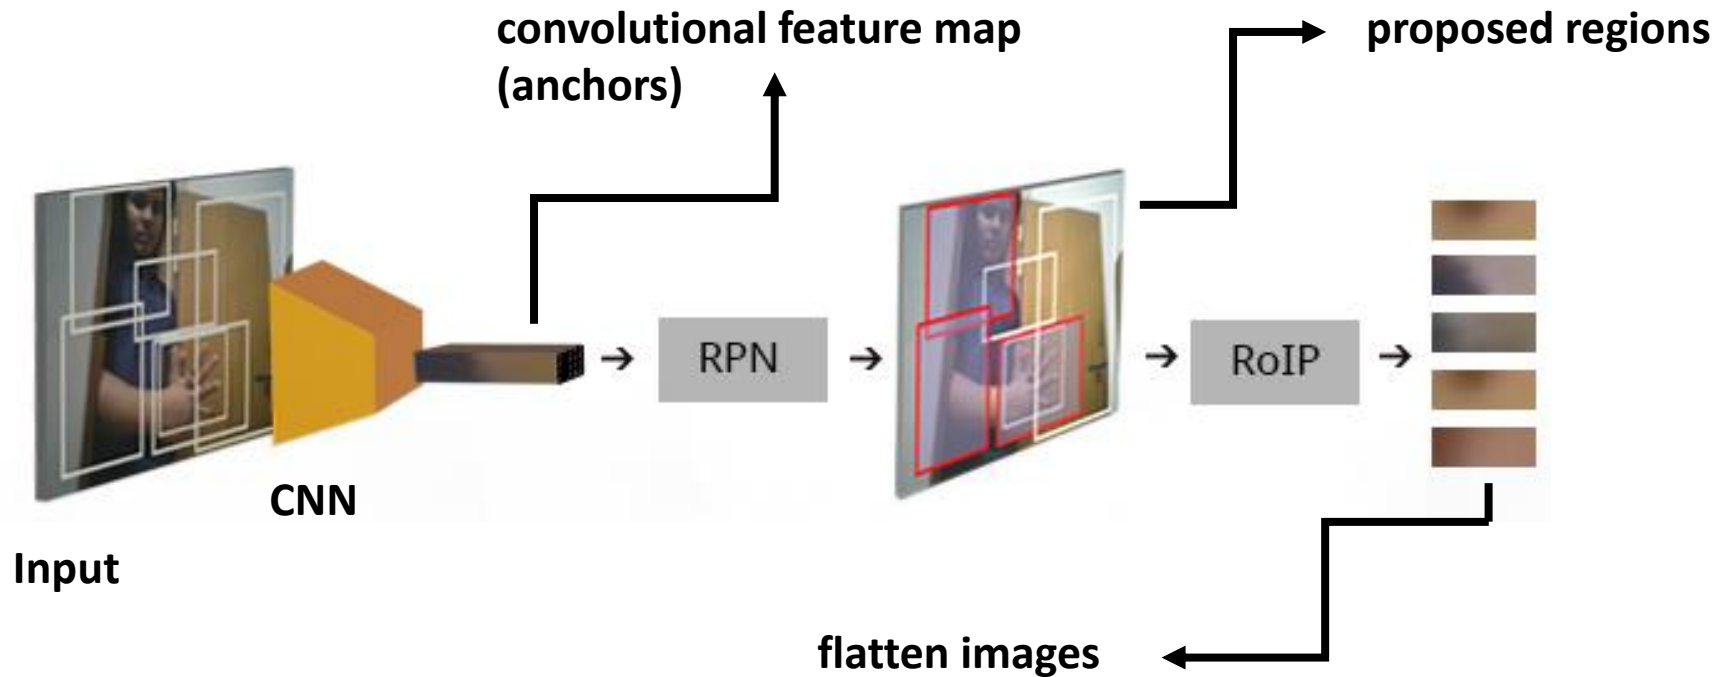 convolutional feature map
(anchors)
proposed regions
RPN
RoIP
CNN
Input
flatten images